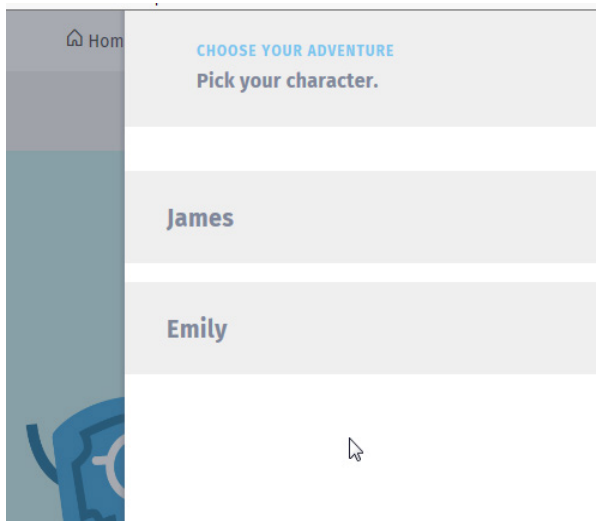 Hom
CHOOSE YOUR ADVENTURE
Pick your character.
James
Emily